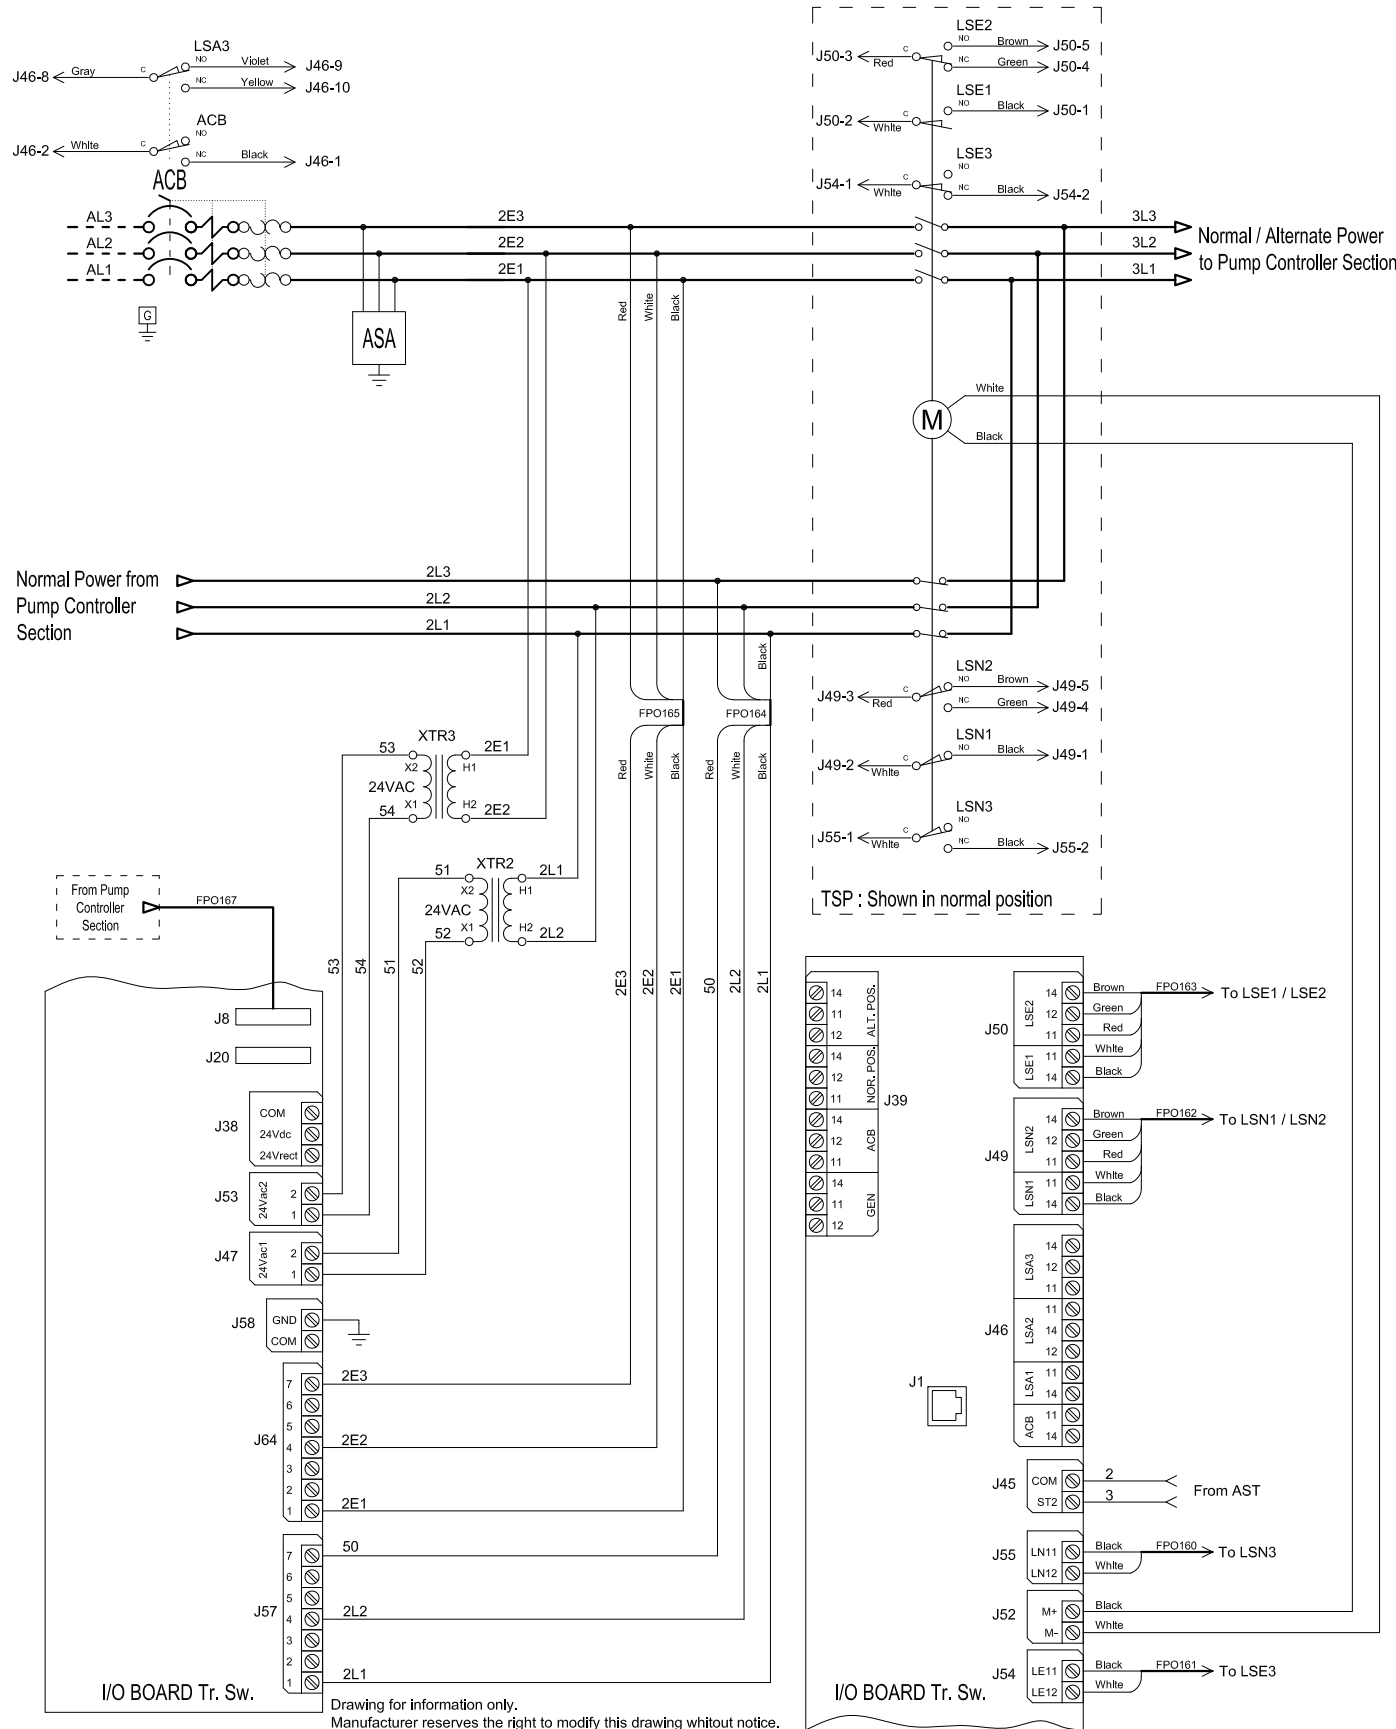 LSA3
NO
Violet
J46-9
J46-8
Gray
C
NC
Yellow
J46-10
ACB
NO
J46-2
WhIte
C
NC
Black
J46-1
ACB
AL3
AL2
AL1
G
ASA
2E3
2E2
2E1
Red
White
Black
LSE2
NO
Brown
J50-5
J50-3
Red
C
NC
Green
J50-4
LSE1
NO
Black
J50-1
J50-2
WhIte
C
LSE3
NO
J54-1
WhIte
C
NC
Black
J54-2
3L3
3L2
3L1
Normal / Alternate Power
to Pump Controller Section
White
M
Black
Normal Power from
Pump Controller
Section
2L3
2L2
2L1
Black
FPO165
FPO164
Red
White
Black
Red
White
Black
LSN2
NO
Brown
J49-5
J49-3
Red
C
NC
Green
J49-4
LSN1
NO
Black
J49-1
J49-2
WhIte
C
LSN3
NO
J55-1
WhIte
C
NC
Black
J55-2
TSP : Shown in normal position
XTR3
53
X2
H1
2E1
24VAC
54
X1
H2
2E2
XTR2
51
X2
H1
2L1
24VAC
52
X1
H2
2L2
From Pump
Controller
Section
FPO167
53
54
51
52
2E3
2E2
2E1
50
2L2
2L1
J8
J20
J38
COM
24Vdc
24Vrect
J53
24Vac2
2
1
J47
24Vac1
2
1
J58
GND
COM
J64
7
6
5
4
3
2
1
2E3
2E2
2E1
J57
7
6
5
4
3
2
1
50
2L2
2L1
I/O BOARD Tr. Sw.
Drawing for information only.
Manufacturer reserves the right to modify this drawing whitout notice.
14
11
12
ALT. POS.
14
12
11
NOR. POS.
J39
14
12
11
ACB
14
11
12
GEN
J50
LSE2
14
12
11
LSE1
11
14
Brown
Green
Red
WhIte
Black
FPO163
To LSE1 / LSE2
J49
LSN2
14
12
11
LSN1
11
14
Brown
Green
Red
WhIte
Black
FPO162
To LSN1 / LSN2
J46
LSA3
14
12
11
LSA2
11
14
12
LSA1
11
14
ACB
11
14
J1
J45
COM
ST2
2
3
From AST
J55
LN11
LN12
Black
WhIte
FPO160
To LSN3
J52
M+
M-
Black
WhIte
J54
LE11
LE12
Black
WhIte
FPO161
To LSE3
I/O BOARD Tr. Sw.